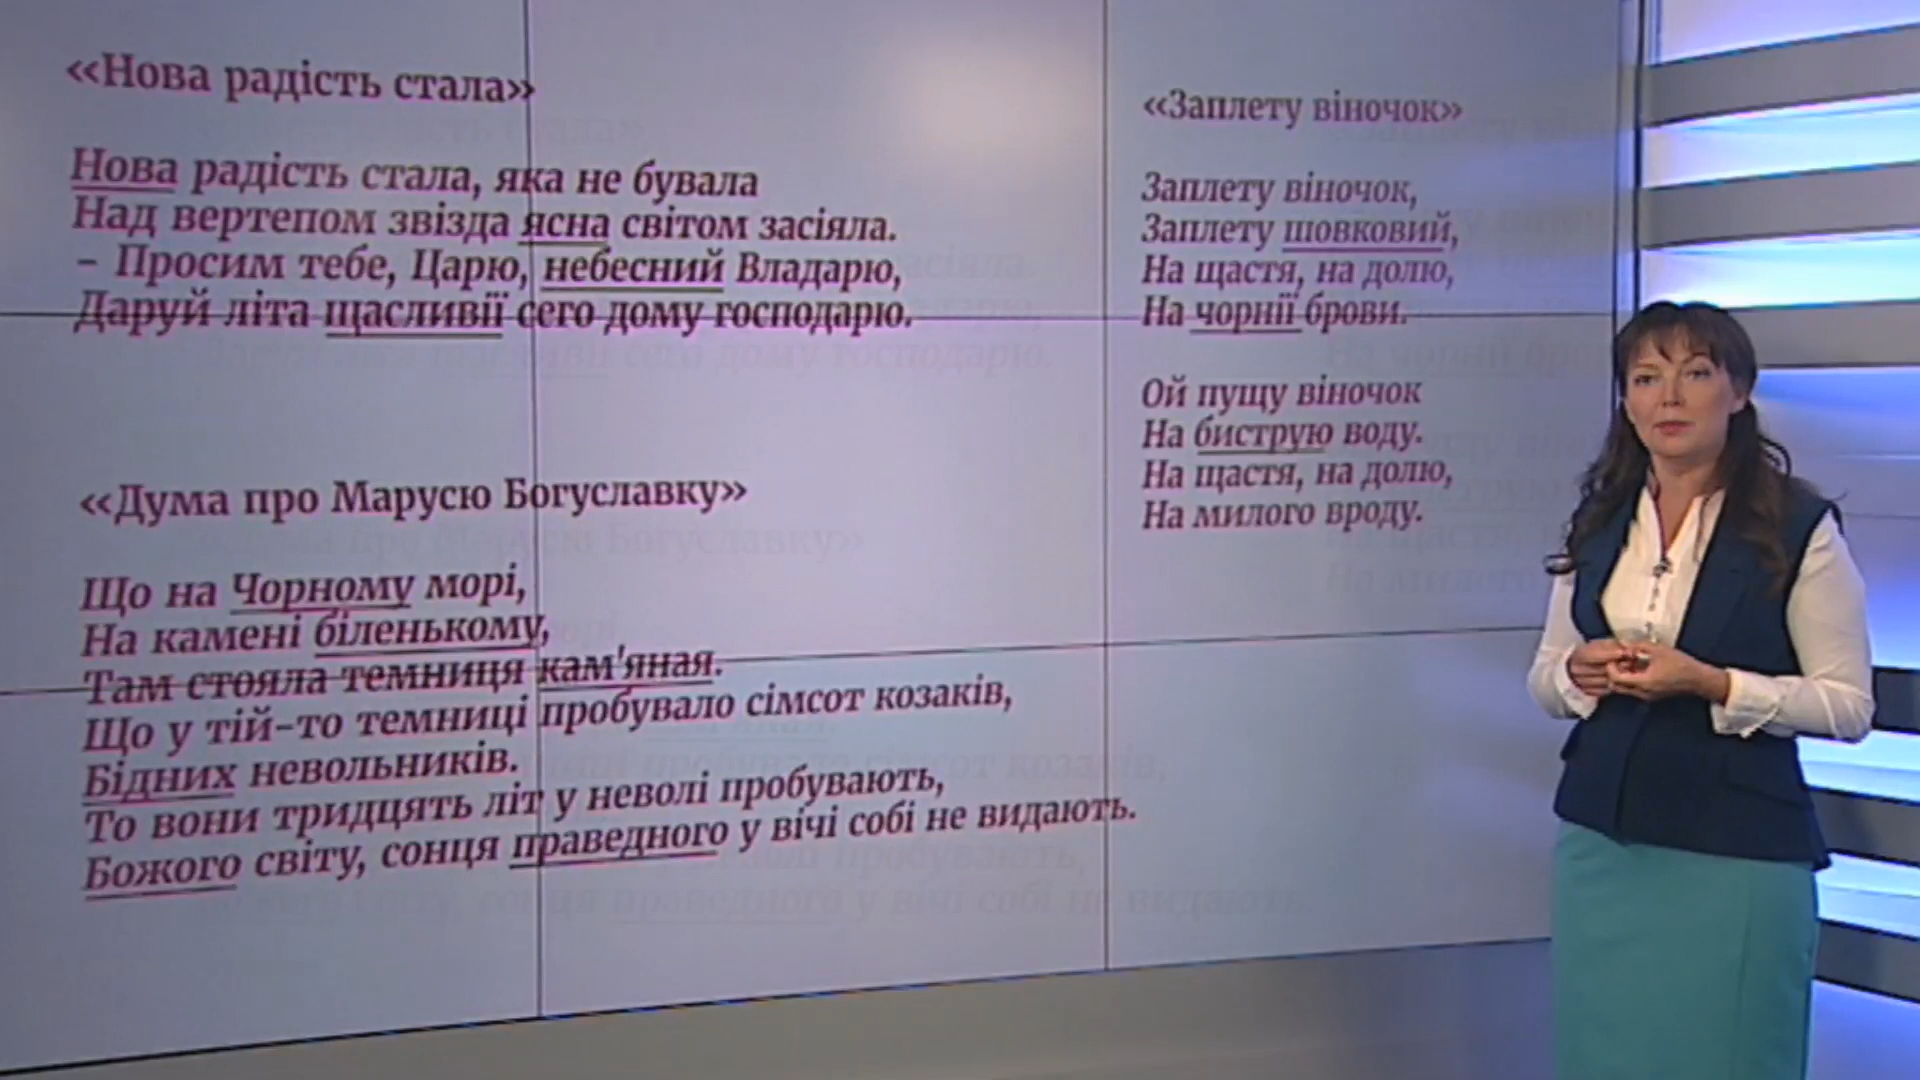 «Нова радість стала»
Нова радість стала, яка не бувала
Над вертепом звізда ясна світом засіяла.
– Просим тебе, Царю, небесний Владарю,
Даруй літа щасливії сего дому господарю.
«Дума про Марусю Богуславку»
Що на Чорному морі,
На камені біленькому,
Там стояла темниця кам'яная.
Що у тій-то темниці пробувало сімсот козаків,
Бідних невольників.
То вони тридцять літ у неволі пробувають,
Божого світу, сонця праведного у вічі собі не видають.
«Заплету віночок»
Заплету віночок,
Заплету шовковий,
На щастя, на долю,
На чорнії брови.
Ой пущу віночок
На биструю воду.
На щастя, на долю,
На милого вроду.